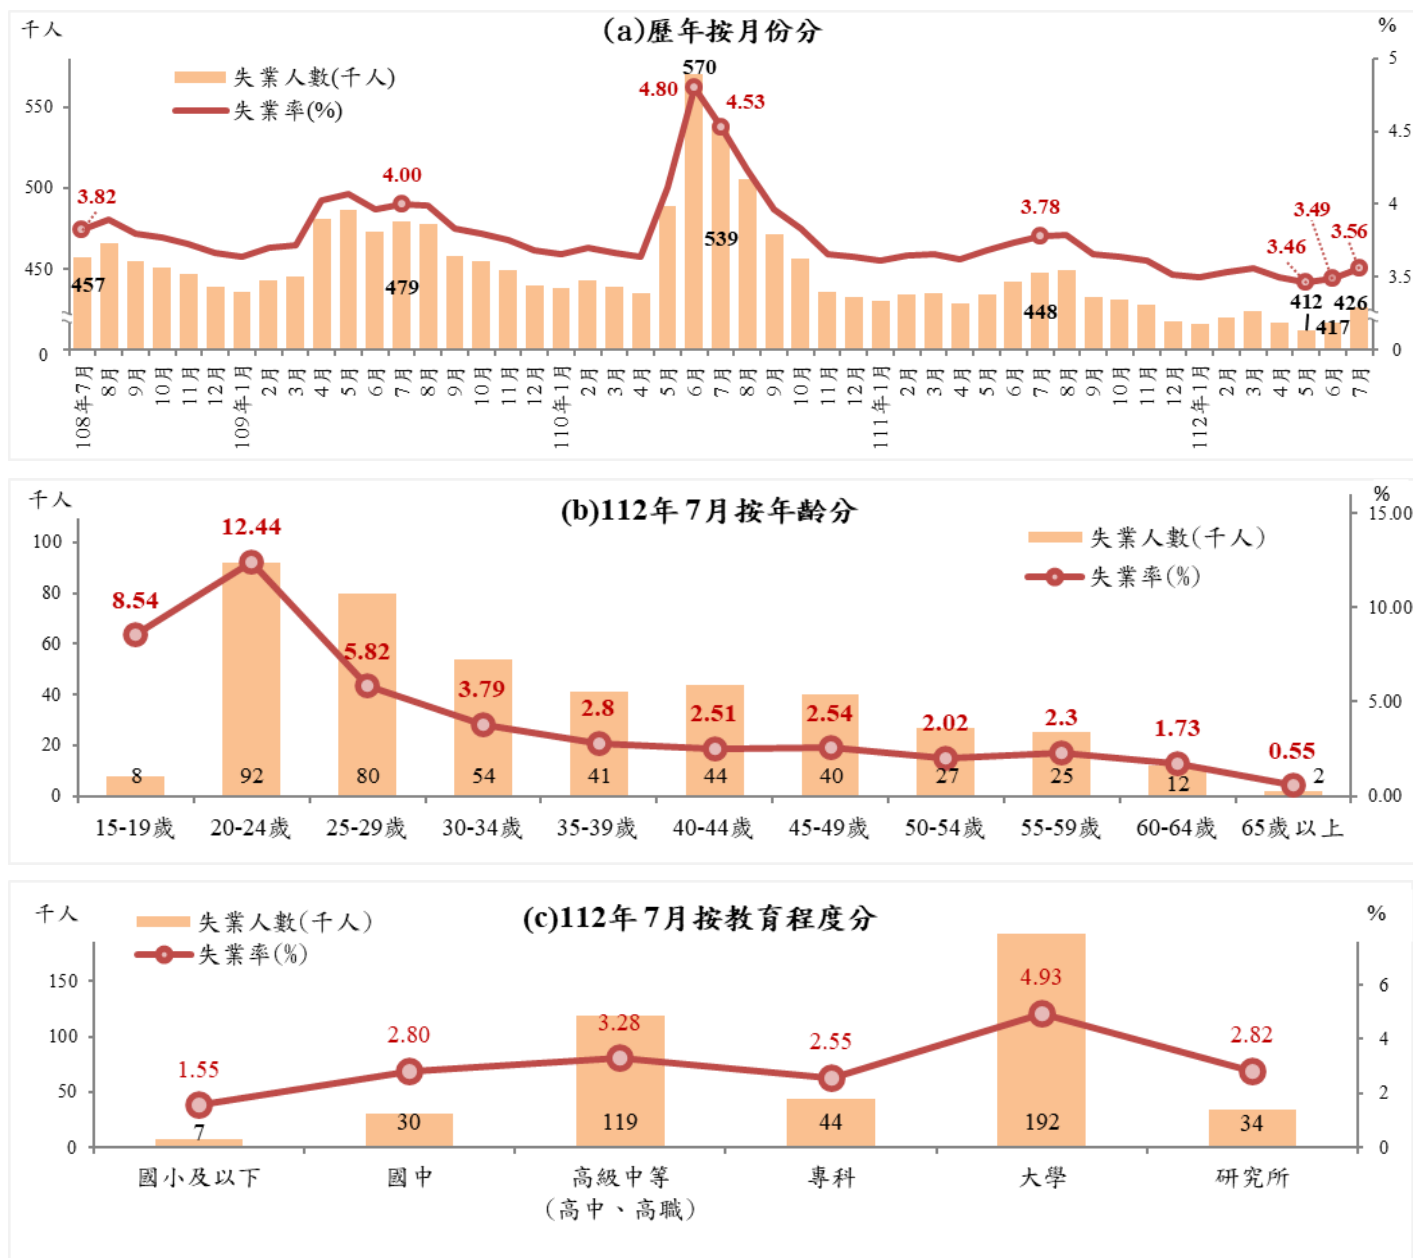 (a)歷年按月份分
千人
%
失業人數(千人)
失業率(%)
550
500
450
0
5
4.5
4
3.5
0
3.82
4.00
4.80
4.53
3.78
3.46
3.49
3.56
457
479
570
539
448
412
417
426
108年7月
8月
9月
10月
11月
12月
109年1月
2月
3月
4月
5月
6月
7月
8月
9月
10月
11月
12月
110年1月
2月
3月
4月
5月
6月
7月
8月
9月
10月
11月
12月
111年1月
2月
3月
4月
5月
6月
7月
8月
9月
10月
11月
12月
112年1月
2月
3月
4月
5月
6月
7月
(b)112年 7月按年齡分
千人
%
失業人數(千人)
失業率(%)
100
80
60
40
20
0
15.00
10.00
5.00
0.00
8.54
12.44
5.82
3.79
2.8
2.51
2.54
2.02
2.3
1.73
0.55
8
92
80
54
41
44
40
27
25
12
2
15-19歲
20-24歲
25-29歲
30-34歲
35-39歲
40-44歲
45-49歲
50-54歲
55-59歲
60-64歲
65歲以上
(c)112年 7月按教育程度分
千人
%
失業人數(千人)
失業率(%)
150
100
50
0
6
4
2
0
1.55
2.80
3.28
2.55
4.93
2.82
7
30
119
44
192
34
國小及以下
國中
高級中等
(高中、高職)
專科
大學
研究所